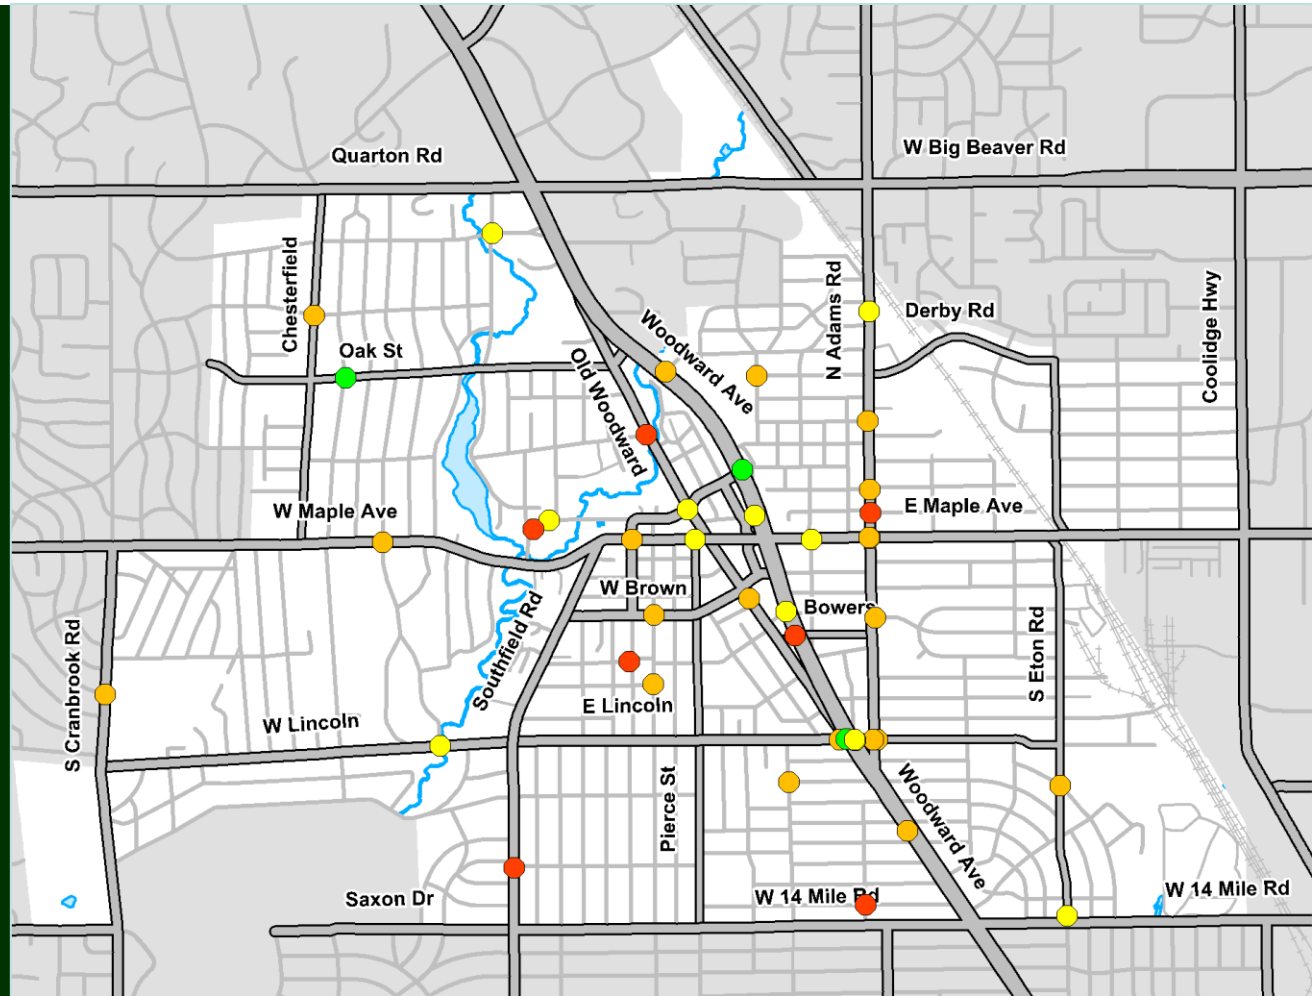 W Big Beaver Rd
Quarton Rd
Chesterfield
Oak St
Woodward Ave
Old Woodward
N Adams Rd
Derby Rd
Coolidge Hwy
W Maple Ave
E Maple Ave
W Brown
Bowers
Southfield Rd
S Cranbrook Rd
S Eton Rd
E Lincoln
W Lincoln
Pierce St
Woodward Ave
Saxon Dr
W 14 Mile Rd
W 14 Mile Rd